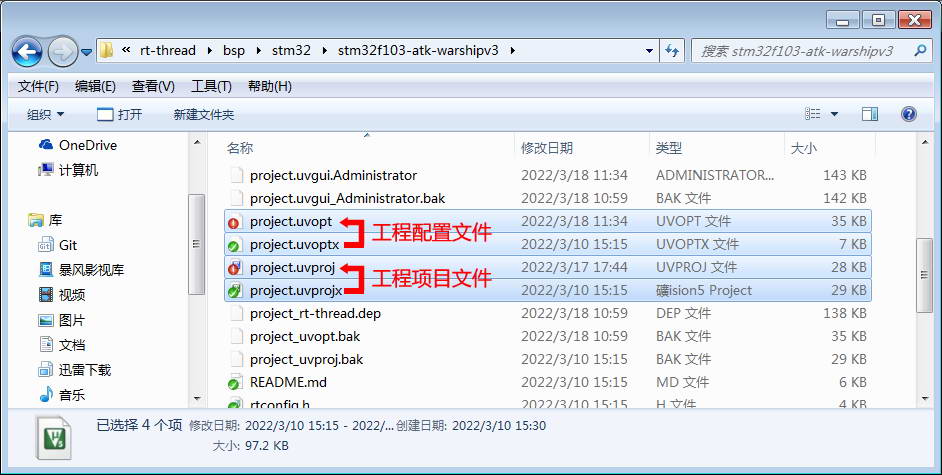 « rt-thread bsp stm32 stm32f103-atk-warshipv3
搜索 stm32f103-atk-warshipv3
文件(F) 编辑(E) 查看(V) 工具(T) 帮助(H)
组织 打开 新建文件夹
OneDrive
计算机
库
Git
暴风影视库
视频
图片
文档
迅雷下载
音乐
名称 修改日期 类型 大小
project.uvgui.Administrator 2022/3/18 11:34 ADMINISTRATOR... 143 KB
project.uvgui_Administrator.bak 2022/3/18 10:59 BAK 文件 142 KB
project.uvopt 2022/3/18 11:34 UVOPT 文件 35 KB
工程配置文件
project.uvoptx 2022/3/10 15:15 UVOPTX 文件 7 KB
project.uvproj 2022/3/17 17:44 UVPROJ 文件 28 KB
工程项目文件
project.uvprojx 2022/3/10 15:15 礦ision5 Project 29 KB
project_rt-thread.dep 2022/3/18 10:59 DEP 文件 138 KB
project_uvopt.bak 2022/3/18 10:59 BAK 文件 35 KB
project_uvproj.bak 2022/3/10 15:15 BAK 文件 29 KB
README.md 2022/3/10 15:15 MD 文件 6 KB
rtconfig.h 2022/3/10 15:15 H 文件 4 KB
已选择 4 个项 修改日期: 2022/3/10 15:15 - 2022/... 创建日期: 2022/3/10 15:30
大小: 97.2 KB